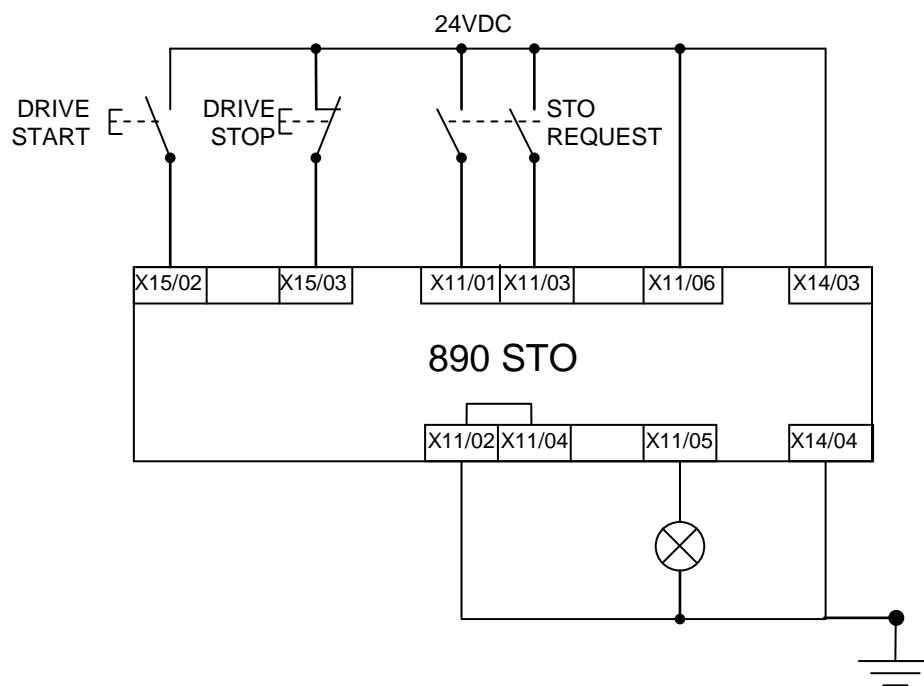 24VDC
DRIVE
START
DRIVE
STOP
STO
REQUEST
X15/02
X15/03
X11/01
X11/03
X11/06
X14/03
890 STO
X11/02
X11/04
X11/05
X14/04